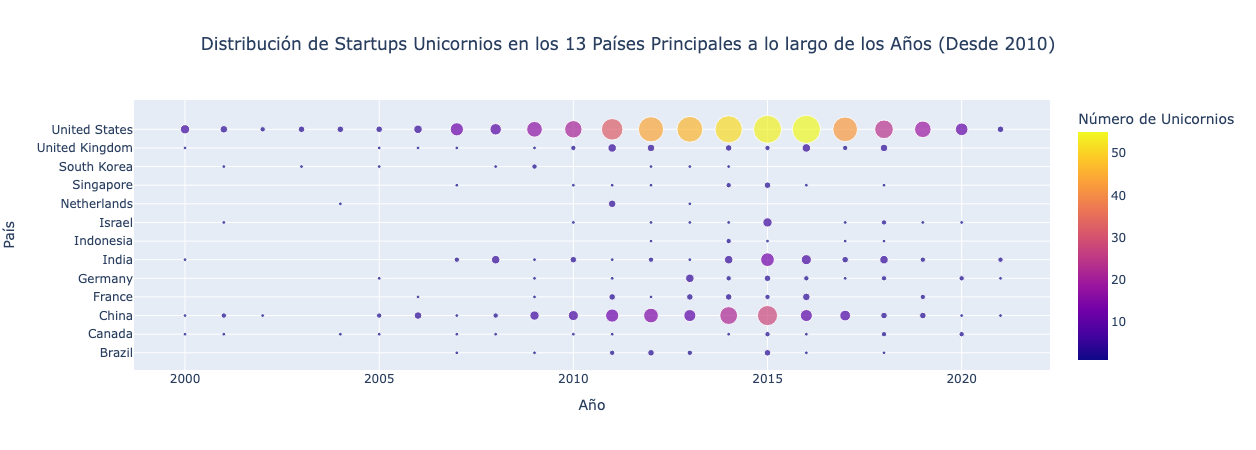 Distribución de Startups Unicornios en los 13 Países Principales a lo largo de los Años (Desde 2010)
Número de Unicornios
País
United States
United Kingdom
South Korea
Singapore
Netherlands
Israel
Indonesia
India
Germany
France
China
Canada
Brazil
50
40
30
20
10
2000
2005
2010
2015
2020
Año